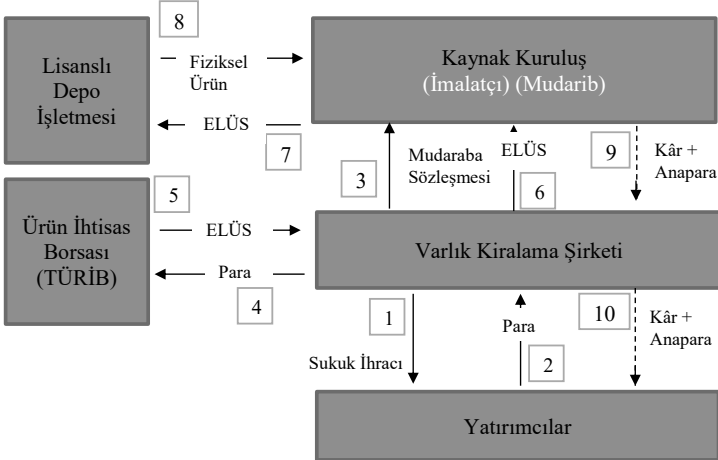 8
Lisanslı
Depo
İşletmesi
Fiziksel
Ürün
ELÜS
7
Kaynak Kuruluş
(İmalatçı) (Mudarib)
3
Mudaraba
Sözleşmesi
ELÜS
6
9
Kâr +
Anapara
5
Ürün İhtisas
Borsası
(TÜRİB)
ELÜS
Para
4
Varlık Kiralama Şirketi
1
Sukuk İhracı
Para
2
10
Kâr +
Anapara
Yatırımcılar